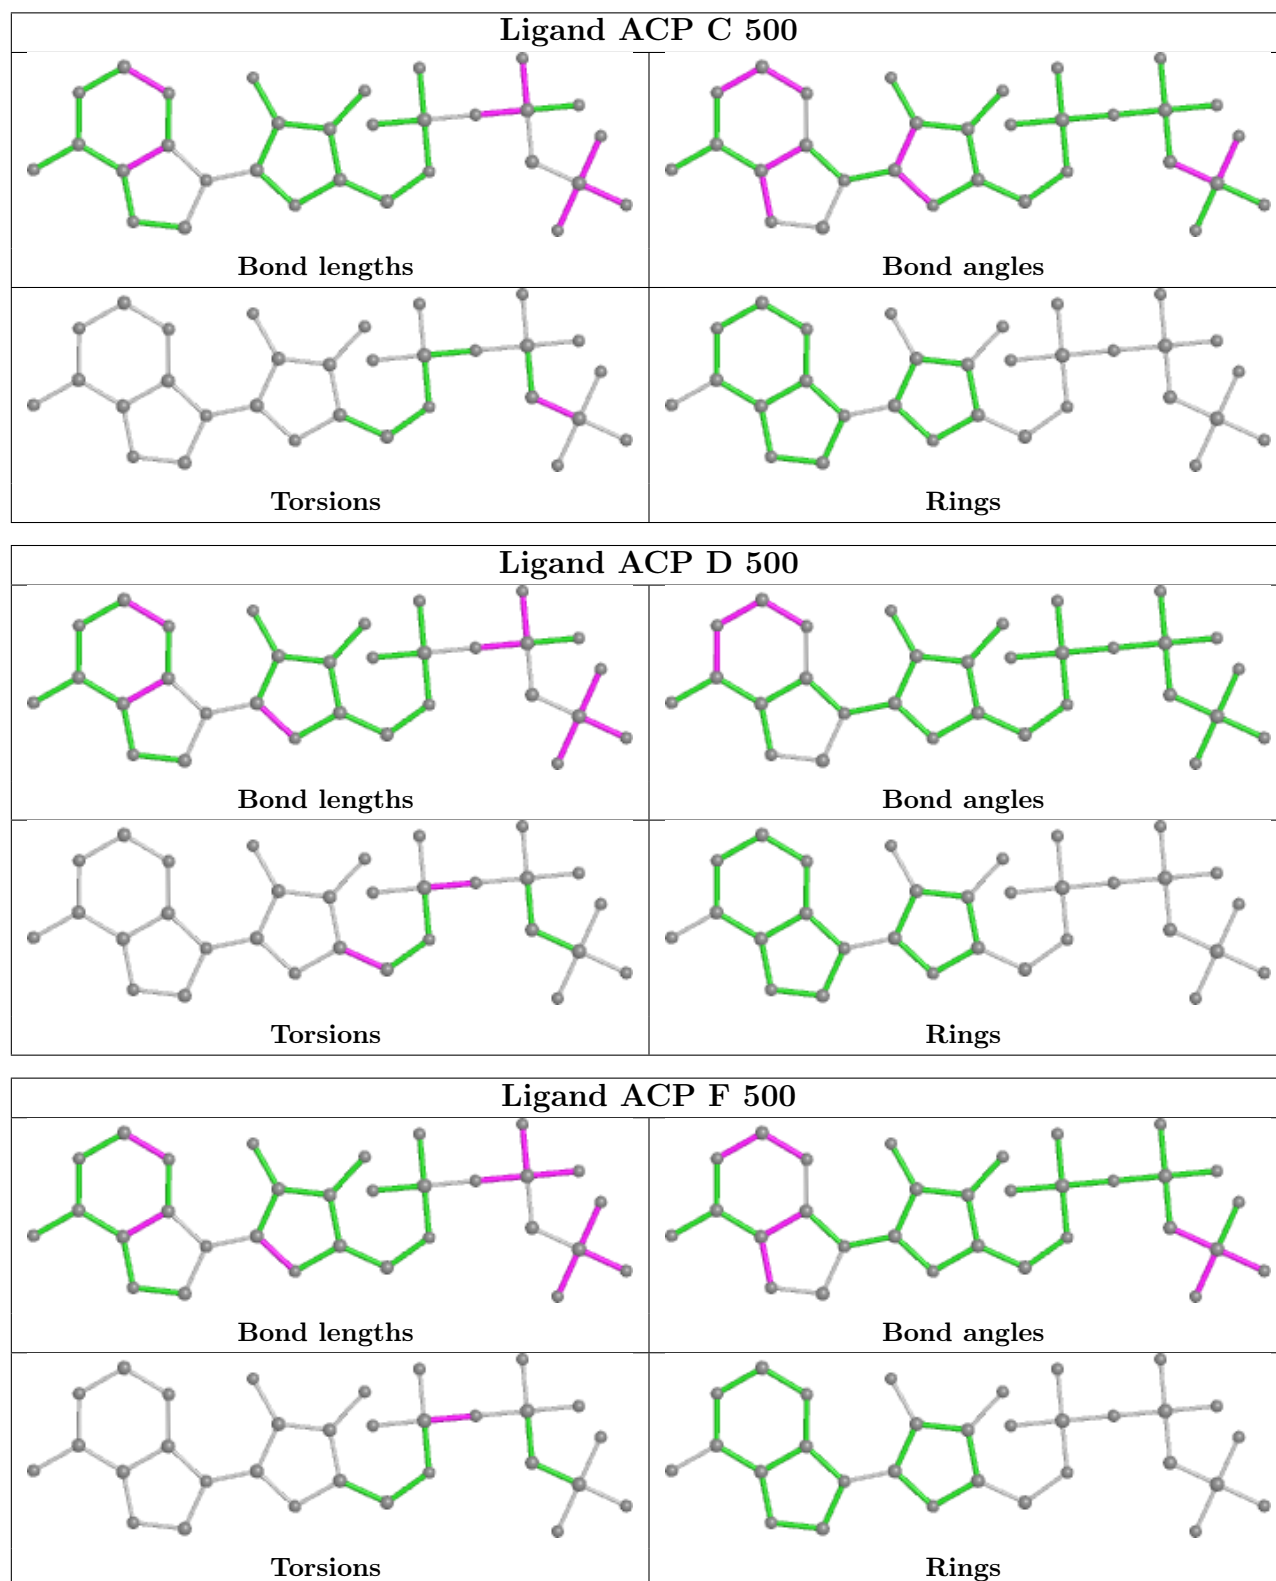 Ligand ACP C 500
Bond lengths
Bond angles
Torsions
Rings
Ligand ACP D 500
Bond lengths
Bond angles
Torsions
Rings
Ligand ACP F 500
Bond lengths
Bond angles
Torsions
Rings